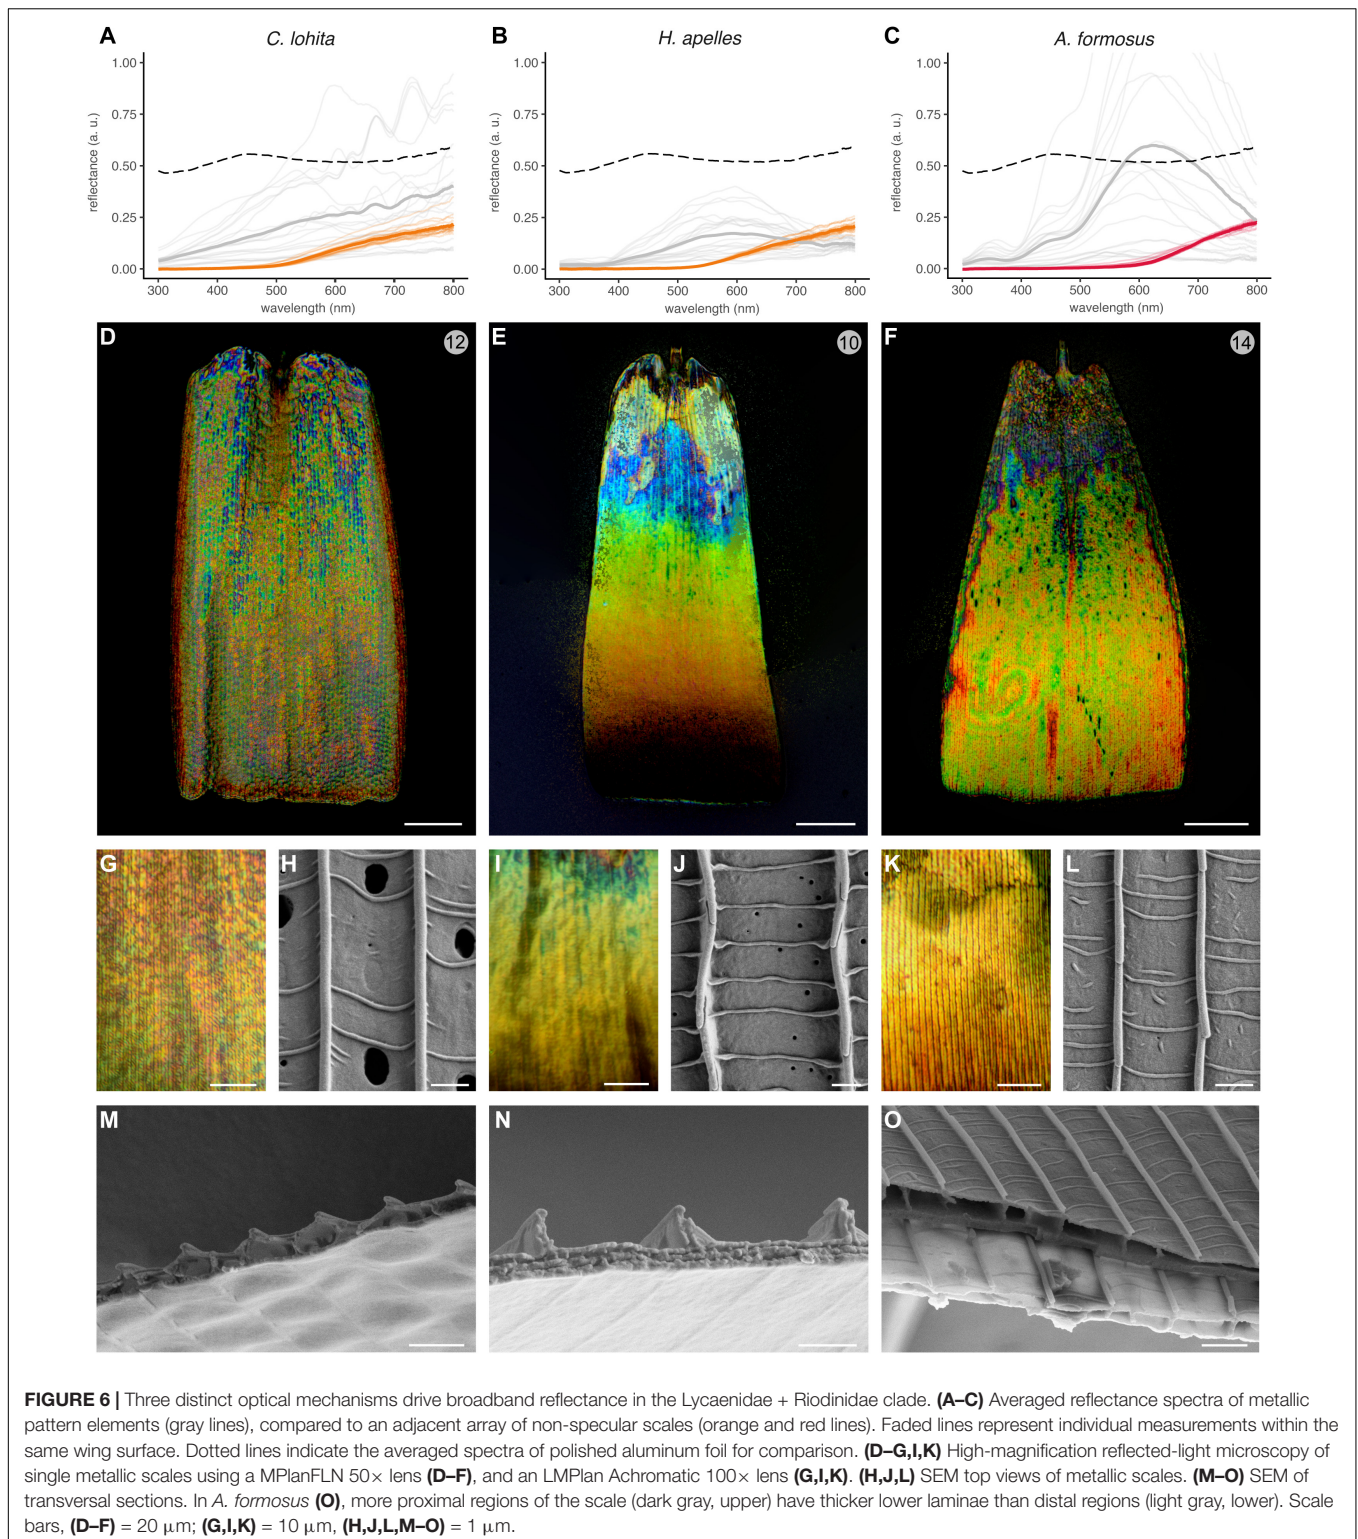 A
C. lohita
B
H. apelles
C
A. formosus
1.00
0.75
0.50
0.25
0.00
reflectance (a. u.)
300 400 500 600 700 800
wavelength (nm)
1.00
0.75
0.50
0.25
0.00
reflectance (a. u.)
300 400 500 600 700 800
wavelength (nm)
1.00
0.75
0.50
0.25
0.00
reflectance (a. u.)
300 400 500 600 700 800
wavelength (nm)
D
12
E
10
F
14
G
H
I
J
K
L
M
N
O
FIGURE 6 | Three distinct optical mechanisms drive broadband reflectance in the Lycaenidae + Riodinidae clade. (A–C) Averaged reflectance spectra of metallic
pattern elements (gray lines), compared to an adjacent array of non-specular scales (orange and red lines). Faded lines represent individual measurements within the
same wing surface. Dotted lines indicate the averaged spectra of polished aluminum foil for comparison. (D–G,I,K) High-magnification reflected-light microscopy of
single metallic scales using a MPlanFLN 50× lens (D–F), and an LMPlan Achromatic 100× lens (G,I,K). (H,J,L) SEM top views of metallic scales. (M–O) SEM of
transversal sections. In A. formosus (O), more proximal regions of the scale (dark gray, upper) have thicker lower laminae than distal regions (light gray, lower). Scale
bars, (D–F) = 20 μm; (G,I,K) = 10 μm, (H,J,L,M–O) = 1 μm.